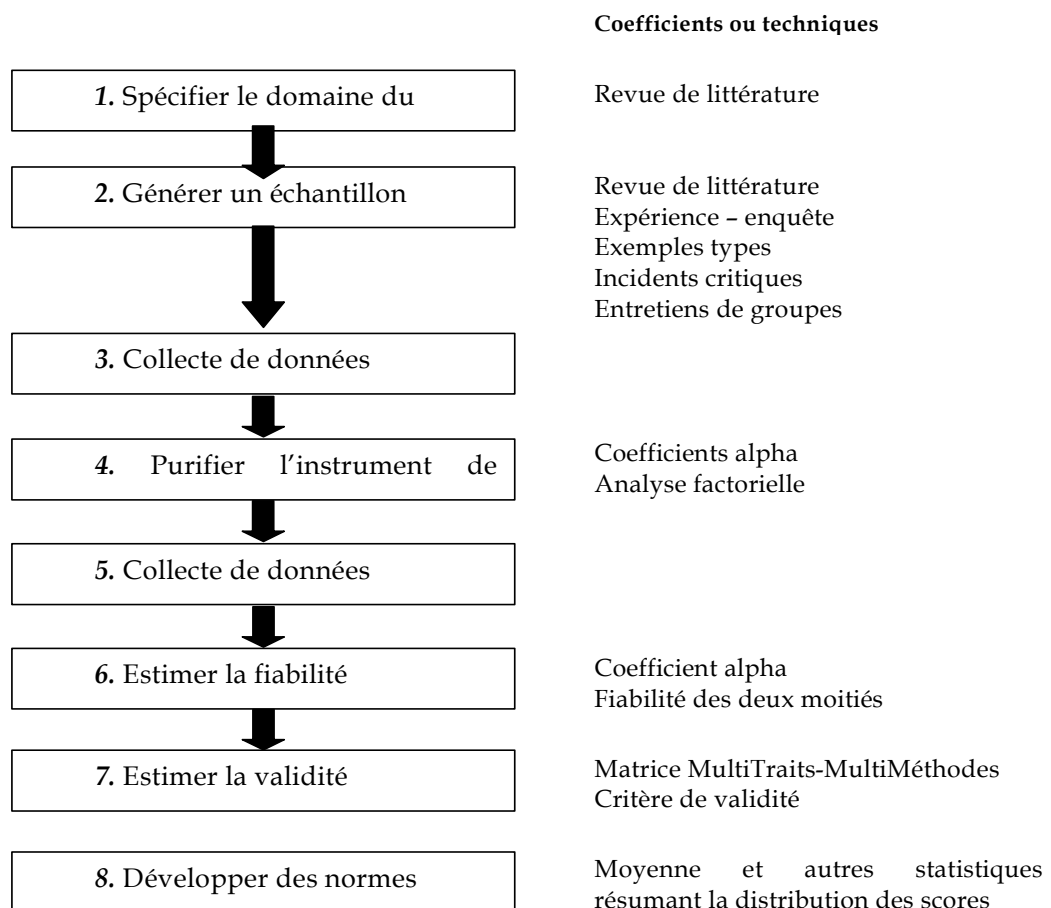 Coefficients ou techniques
1. Spécifier le domaine du
Revue de littérature
2. Générer un échantillon
Revue de littérature
Expérience – enquête
Exemples types
Incidents critiques
Entretiens de groupes
3. Collecte de données
4. Purifier l’instrument de
Coefficients alpha
Analyse factorielle
5. Collecte de données
6. Estimer la fiabilité
Coefficient alpha
Fiabilité des deux moitiés
7. Estimer la validité
Matrice MultiTraits-MultiMéthodes
Critère de validité
8. Développer des normes
Moyenne et autres statistiques
résumant la distribution des scores